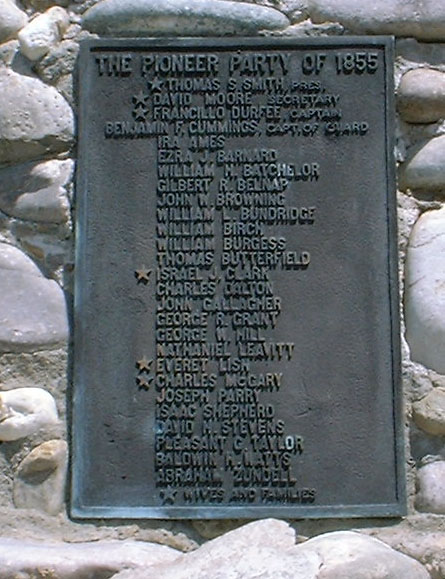 THE PIONEER PARTY OF 1855
★ THOMAS S. SMITH, PRES.
★ DAVID MOORE SECRETARY
★ FRANCILLO DURFEE, CAPTAIN
BENJAMIN F. CUMMINGS, CAPT. OF GUARD
IRA AMES
EZRA J. BARNARD
WILLIAM H. BATCHELOR
GILBERT R. BELNAP
JOHN W. BROWNING
WILLIAM L. BUNDRIDGE
WILLIAM BIRCH
WILLIAM BURGESS
THOMAS BUTTERFIELD
★ ISRAEL J. CLARK
CHARLES DALTON
JOHN GALLAGHER
GEORGE R. GRANT
GEORGE W. HILL
NATHANIEL LEAVITT
★ EVERET LISH
★ CHARLES MCGARY
JOSEPH PARRY
ISAAC SHEPHERD
DAVID H. STEVENS
PLEASANT G. TAYLOR
BALDWIN H. WATTS
ABRAHAM ZUNDELL
★ WIVES AND FAMILIES